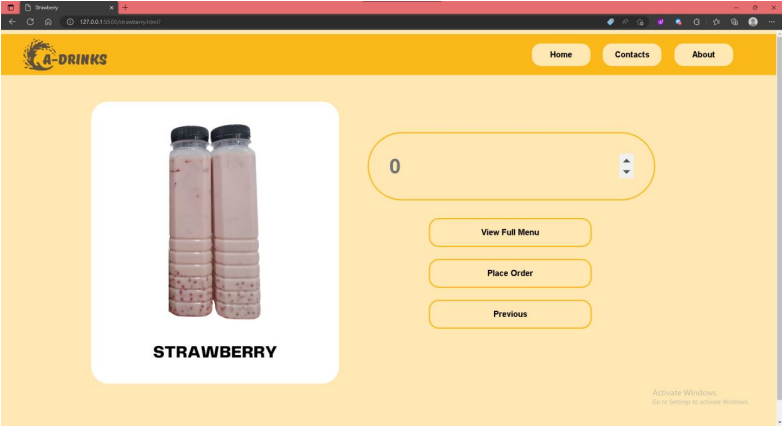 Strawberry
127.0.0.1:5500/strawberry.html?
A-DRINKS
Home
Contacts
About
0
View Full Menu
Place Order
Previous
STRAWBERRY
Activate Windows
Go to Settings to activate Windows.